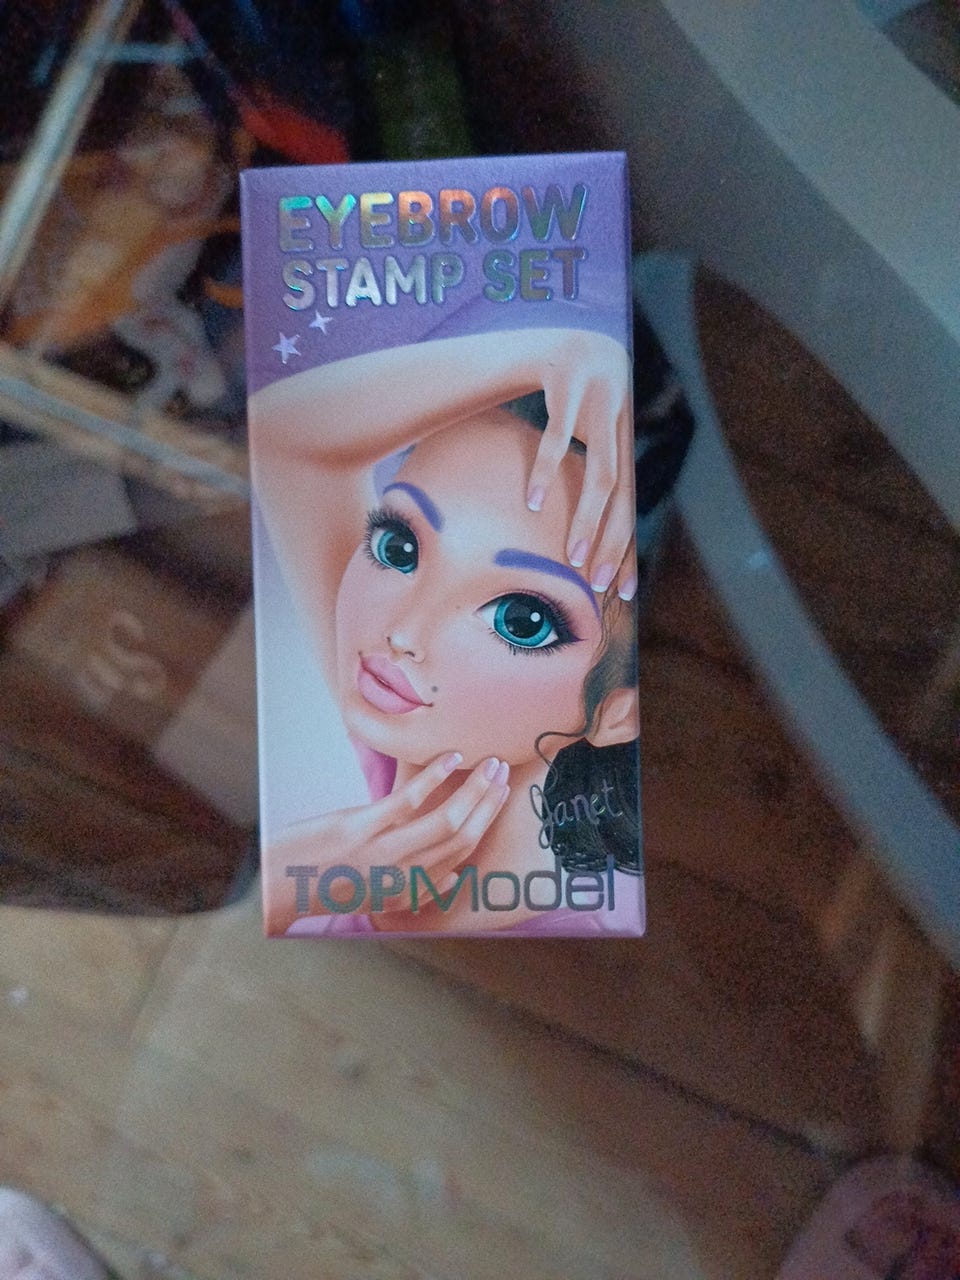 EYEBROW
STAMP SET
Janet
TOPModel